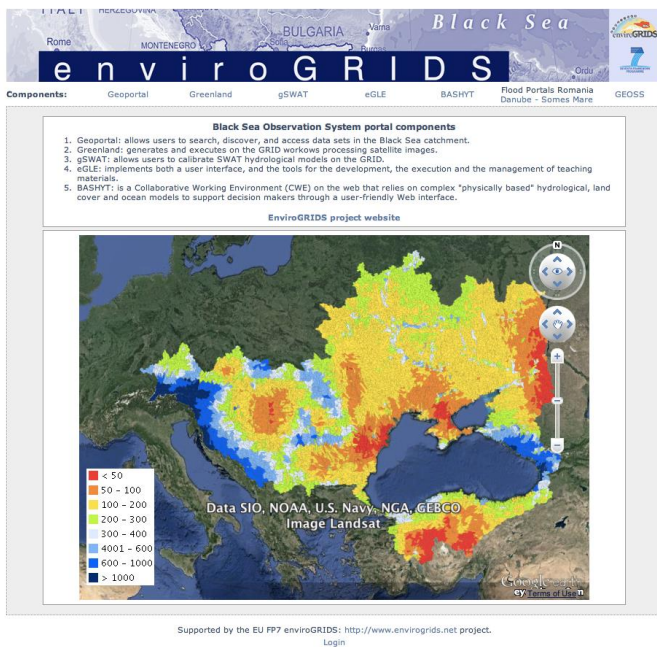 ITALY HERZEGOVINA
Black Sea
BULGARIA
Varna
Rome
MONTENEGRO
Sofia
Burgas
Ordu
enviroGRIDS
enviroGRIDS
7
Components: Geoportal Greenland gSWAT eGLE BASHYT Flood Portals Romania GEOSS
Danube - Somes Mare
Black Sea Observation System portal components
1. Geoportal: allows users to search, discover, and access data sets in the Black Sea catchment.
2. Greenland: generates and executes on the GRID workows processing satellite images.
3. gSWAT: allows users to calibrate SWAT hydrological models on the GRID.
4. eGLE: implements both a user interface, and the tools for the development, the execution and the management of teaching
materials.
5. BASHYT: is a Collaborative Working Environment (CWE) on the web that relies on complex "physically based" hydrological, land
cover and ocean models to support decision makers through a user-friendly Web interface.
EnviroGRIDS project website
N
< 50
50 – 100
100 – 200
200 – 300
300 – 400
4001 – 600
600 – 1000
> 1000
Data SIO, NOAA, U.S. Navy, NGA, GEBCO
Image Landsat
Google earth
Terms of Use
Supported by the EU FP7 enviroGRIDS: http://www.envirogrids.net project.
Login